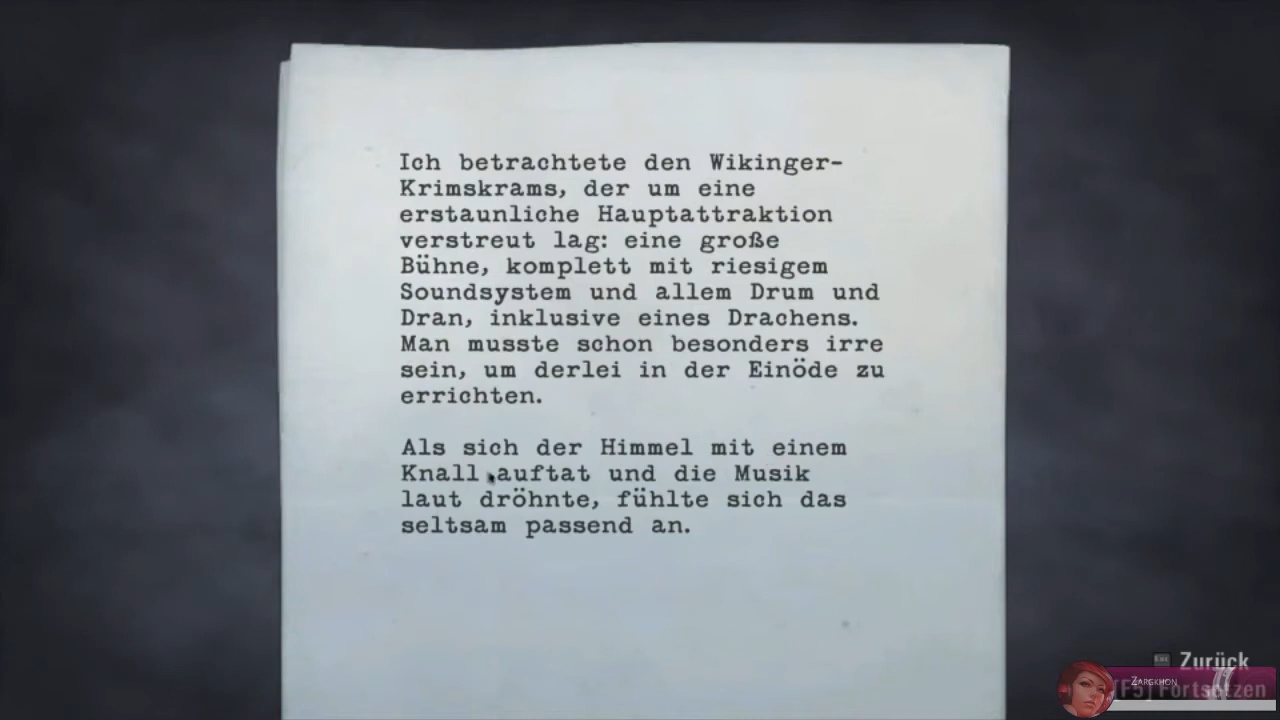 Ich betrachtete den Wikinger-
Krimskrams, der um eine
erstaunliche Hauptattraktion
verstreut lag: eine große
Bühne, komplett mit riesigem
Soundsystem und allem Drum und
Dran, inklusive eines Drachens.
Man musste schon besonders irre
sein, um derlei in der Einöde zu
errichten.
Als sich der Himmel mit einem
Knall auftat und die Musik
laut dröhnte, fühlte sich das
seltsam passend an.
Esc Zurück
Zargkhon
[F5] Fortsetzen